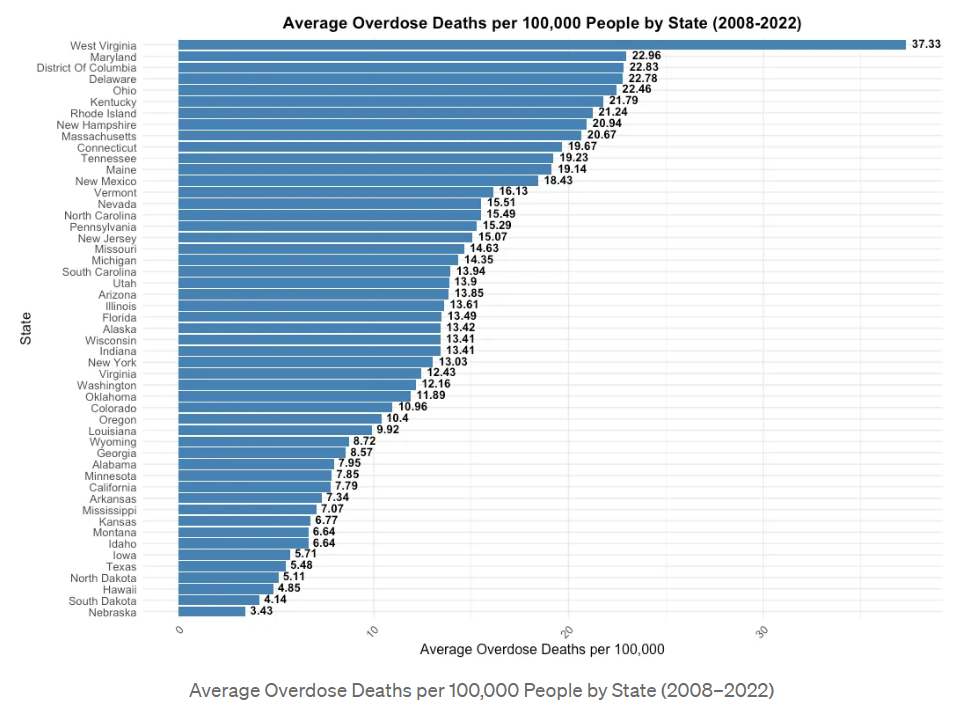 Average Overdose Deaths per 100,000 People by State (2008-2022)
West Virginia 37.33
Maryland 22.96
District Of Columbia 22.83
Delaware 22.78
Ohio 22.46
Kentucky 21.79
Rhode Island 21.24
New Hampshire 20.94
Massachusetts 20.67
Connecticut 19.67
Tennessee 19.23
Maine 19.14
New Mexico 18.43
Vermont 16.13
Nevada 15.51
North Carolina 15.49
Pennsylvania 15.29
New Jersey 15.07
Missouri 14.63
Michigan 14.35
South Carolina 13.94
Utah 13.9
Arizona 13.85
Illinois 13.61
Florida 13.49
Alaska 13.42
Wisconsin 13.41
Indiana 13.41
New York 13.03
Virginia 12.43
Washington 12.16
Oklahoma 11.89
Colorado 10.96
Oregon 10.4
Louisiana 9.92
Wyoming 8.72
Georgia 8.57
Alabama 7.95
Minnesota 7.85
California 7.79
Arkansas 7.34
Mississippi 7.07
Kansas 6.77
Montana 6.64
Idaho 6.64
Iowa 5.71
Texas 5.48
North Dakota 5.11
Hawaii 4.85
South Dakota 4.14
Nebraska 3.43
State
0 10 20 30
Average Overdose Deaths per 100,000
Average Overdose Deaths per 100,000 People by State (2008–2022)